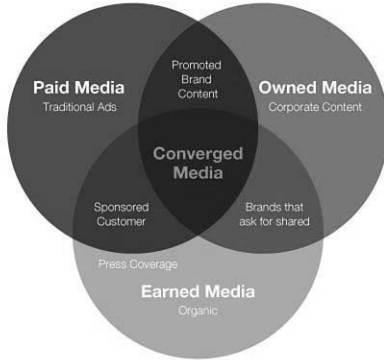 Paid Media
Traditional Ads
Promoted
Brand
Content
Owned Media
Corporate Content
Converged
Media
Sponsored
Customer
Brands that
ask for shared
Press Coverage
Earned Media
Organic